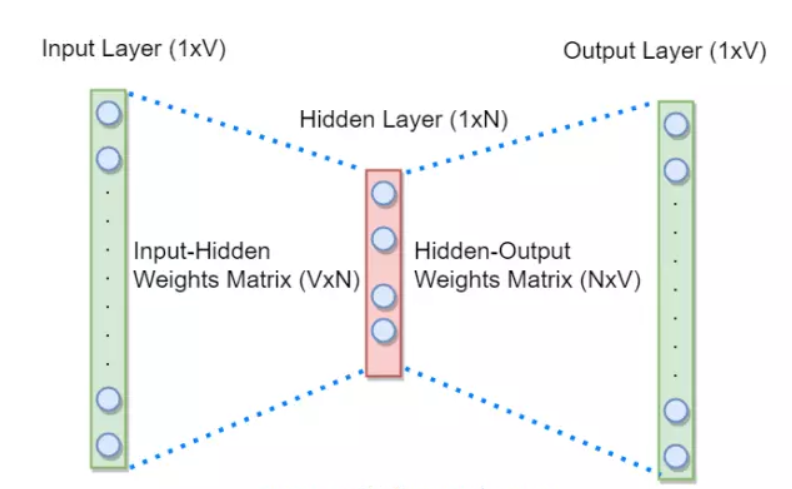 Input Layer (1xV)
Output Layer (1xV)
Hidden Layer (1xN)
Input-Hidden
Weights Matrix (VxN)
Hidden-Output
Weights Matrix (NxV)